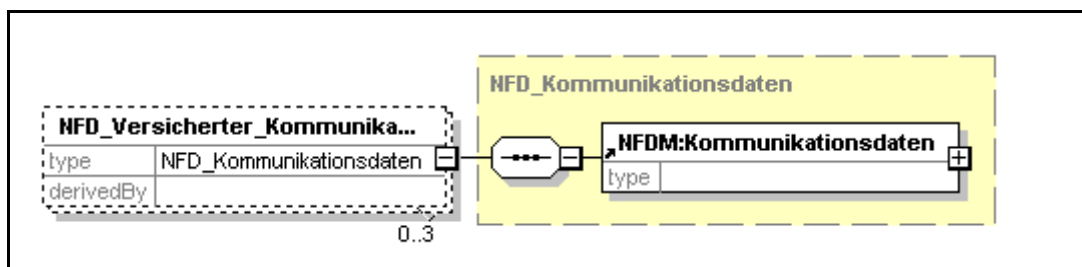 NFD_Kommunikationsdaten
NFD_Versicherter_Kommunika...
type NFD_Kommunikationsdaten
derivedBy
0..3
NFDM:Kommunikationsdaten
type